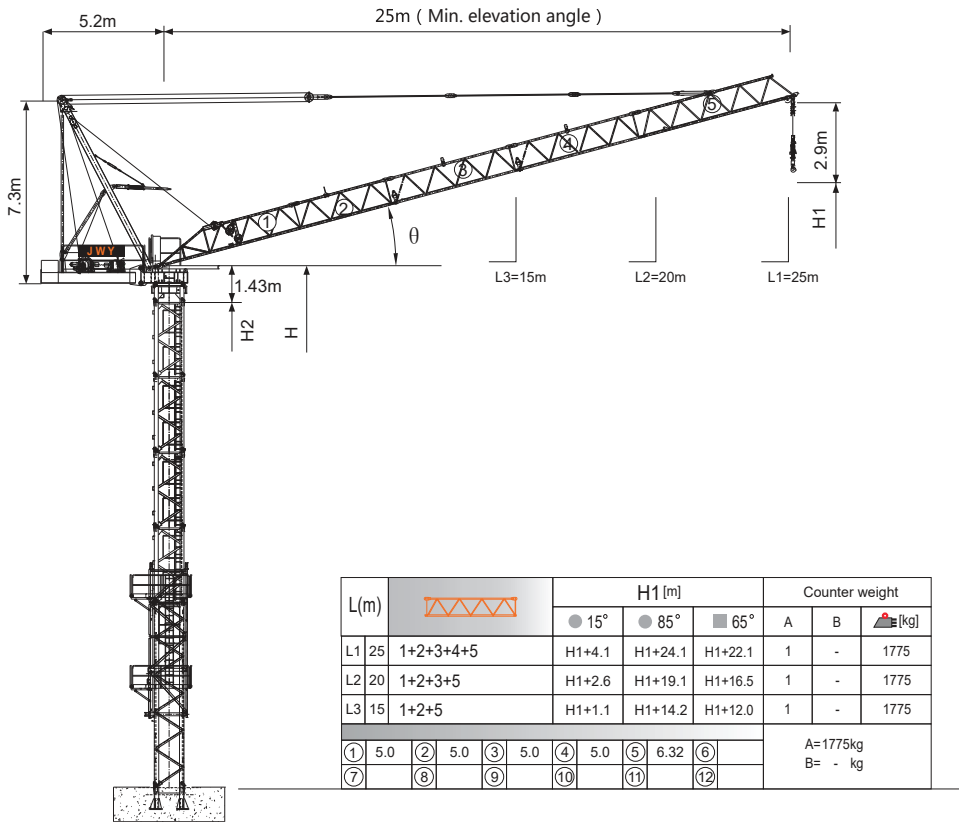 5.2m
25m ( Min. elevation angle )
7.3m
2.9m
H1
① ② ③ ④ ⑤
θ
JWY
L3=15m L2=20m L1=25m
1.43m
H2
H
L(m) H1[m] Counter weight
15° 85° 65° A B [kg]
L1 25 1+2+3+4+5 H1+4.1 H1+24.1 H1+22.1 1 - 1775
L2 20 1+2+3+5 H1+2.6 H1+19.1 H1+16.5 1 - 1775
L3 15 1+2+5 H1+1.1 H1+14.2 H1+12.0 1 - 1775
① 5.0 ② 5.0 ③ 5.0 ④ 5.0 ⑤ 6.32 ⑥
⑦ ⑧ ⑨ ⑩ ⑪ ⑫
A=1775kg
B= - kg